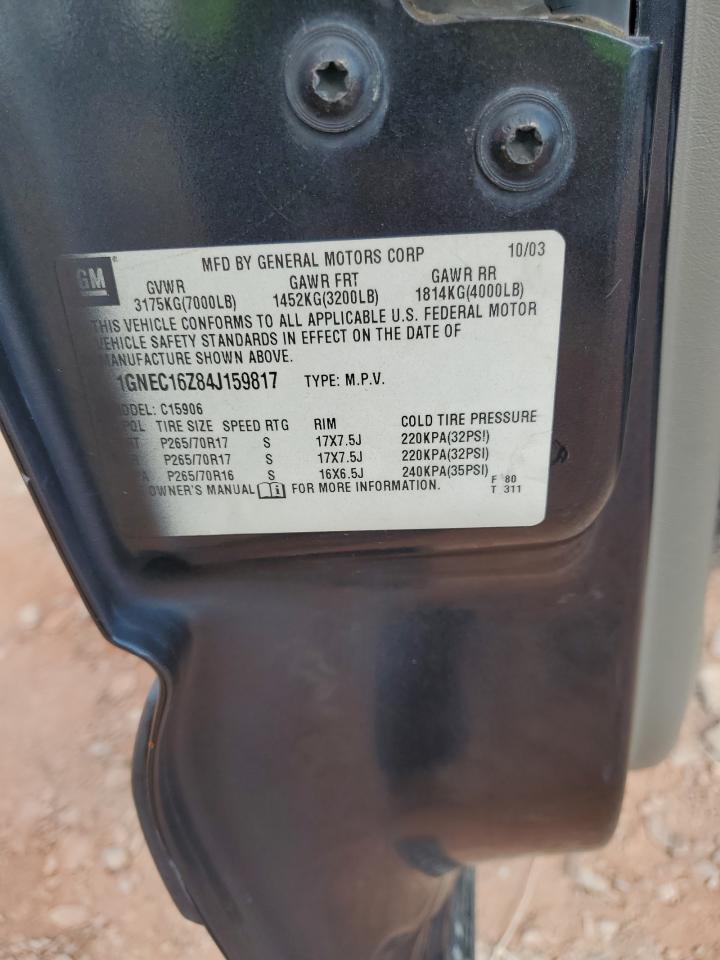 GM
MFD BY GENERAL MOTORS CORP 10/03
GVWR GAWR FRT GAWR RR
3175KG(7000LB) 1452KG(3200LB) 1814KG(4000LB)
THIS VEHICLE CONFORMS TO ALL APPLICABLE U.S. FEDERAL MOTOR
VEHICLE SAFETY STANDARDS IN EFFECT ON THE DATE OF
MANUFACTURE SHOWN ABOVE.
1GNEC16Z84J159817 TYPE: M.P.V.
MODEL: C15906
TIRE SIZE SPEED RTG RIM COLD TIRE PRESSURE
P265/70R17 S 17X7.5J 220KPA(32PSI)
P265/70R17 S 17X7.5J 220KPA(32PSI)
P265/70R16 S 16X6.5J 240KPA(35PSI)
OWNER'S MANUAL FOR MORE INFORMATION.
F 80
T 311